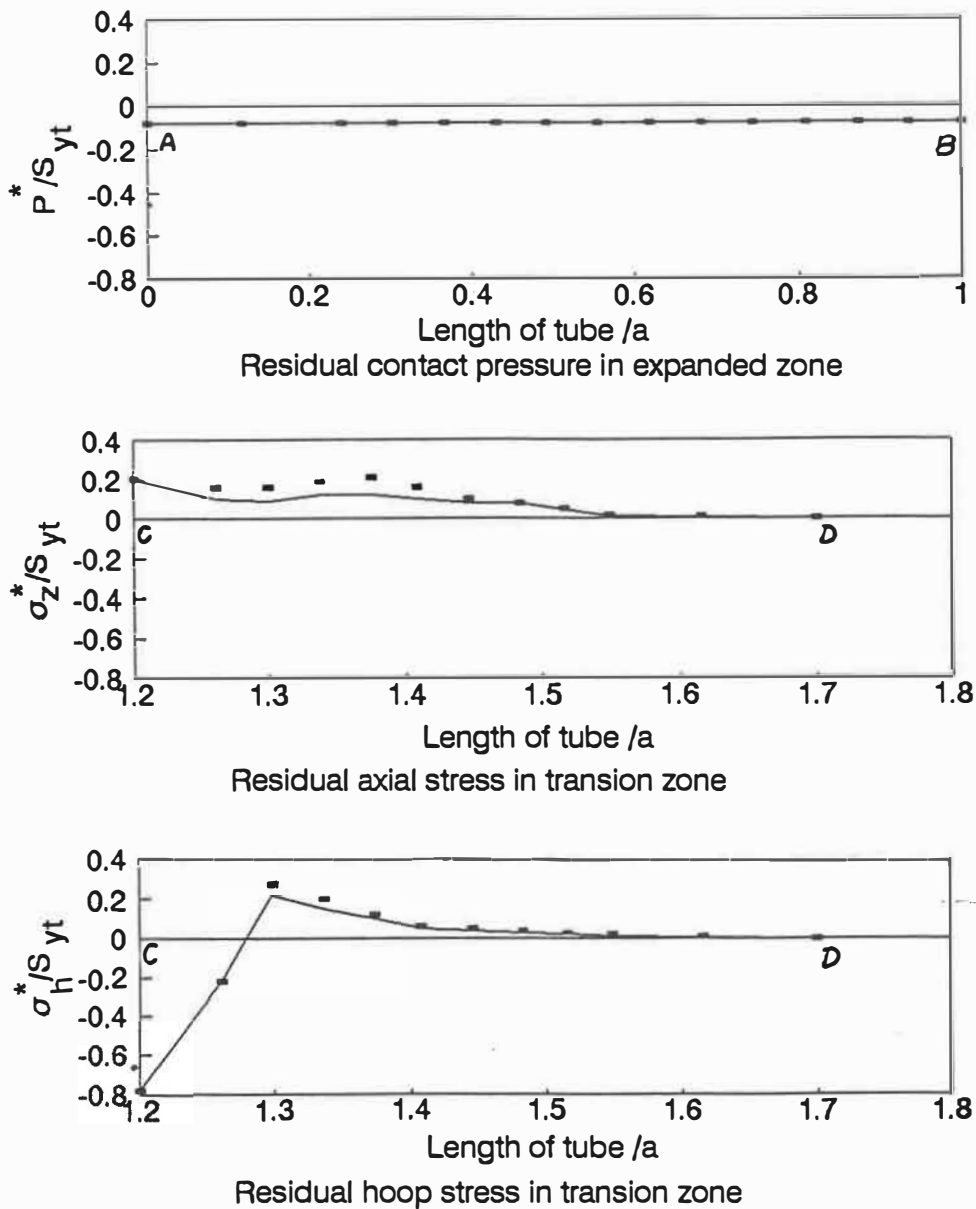 0.4
0.2
0
-0.2
-0.4
-0.6
-0.8
P*/Syt
A
B
0 0.2 0.4 0.6 0.8 1
Length of tube /a
Residual contact pressure in expanded zone
0.4
0.2
0
-0.2
-0.4
-0.6
-0.8
σz*/Syt
C
D
1.2 1.3 1.4 1.5 1.6 1.7 1.8
Length of tube /a
Residual axial stress in transion zone
0.4
0.2
0
-0.2
-0.4
-0.6
-0.8
σh*/Syt
C
D
1.2 1.3 1.4 1.5 1.6 1.7 1.8
Length of tube /a
Residual hoop stress in transion zone